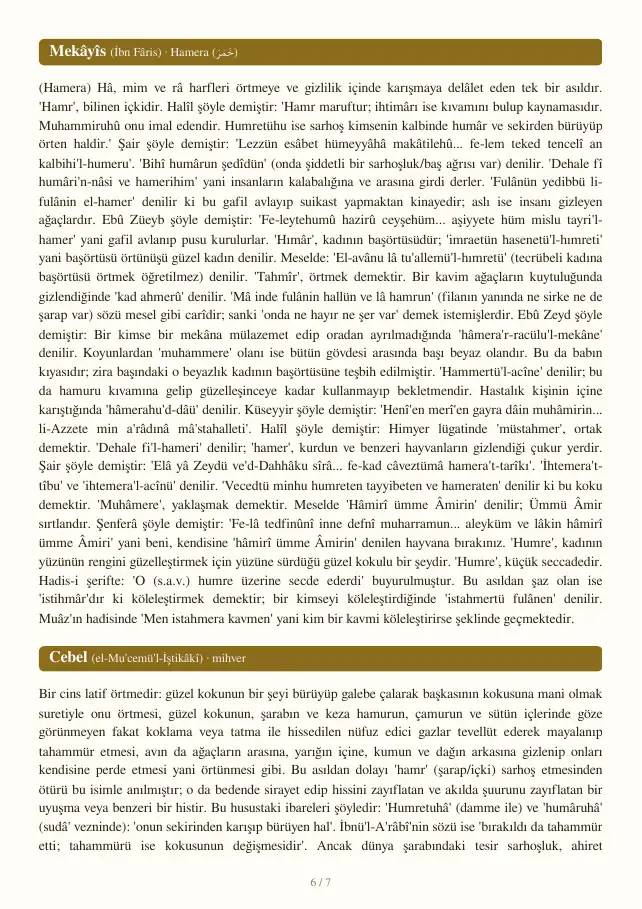 Mekâyîs (İbn Fâris) · Hamera (خَمَرَ)
(Hamera) Hâ, mim ve râ harfleri örtmeye ve gizlilik içinde karışmaya delâlet eden tek bir asıldır.
'Hamr', bilinen içkidir. Halîl şöyle demiştir: 'Hamr maruftur; ihtimârı ise kıvamını bulup kaynamasıdır.
Muhammiruhû onu imal edendir. Humretühu ise sarhoş kimsenin kalbinde humâr ve sekirden bürüyüp
örten haldir.' Şair şöyle demiştir: 'Lezzün esâbet hümeyyâhâ makâtilehû... fe-lem teked tencelî an
kalbihi'l-humeru'. 'Bihî humârun şedîdün' (onda şiddetli bir sarhoşluk/baş ağrısı var) denilir. 'Dehale fî
humâri'n-nâsi ve hamerihim' yani insanların kalabalığına ve arasına girdi derler. 'Fulânün yedibbü li-
fulânin el-hamer' denilir ki bu gafil avlayıp suikast yapmaktan kinayedir; aslı ise insanı gizleyen
ağaçlardır. Ebû Züeyb şöyle demiştir: 'Fe-leytehumû hazirû ceyşehüm... aşiyyete hüm mislu tayri'l-
hamer' yani gafil avlanıp pusu kurulurlar. 'Hımâr', kadının başörtüsüdür; 'imraetün hasenetü'l-hımreti'
yani başörtüsü örtünüşü güzel kadın denilir. Meselde: 'El-avânu lâ tu'allemü'l-hımretü' (tecrübeli kadına
başörtüsü örtmek öğretilmez) denilir. 'Tahmîr', örtmek demektir. Bir kavim ağaçların kuytuluğunda
gizlendiğinde 'kad ahmerû' denilir. 'Mâ inde fulânin hallün ve lâ hamrun' (filanın yanında ne sirke ne de
şarap var) sözü mesel gibi carîdir; sanki 'onda ne hayır ne şer var' demek istemişlerdir. Ebû Zeyd şöyle
demiştir: Bir kimse bir mekâna mülazemet edip oradan ayrılmadığında 'hâmera'r-racülu'l-mekâne'
denilir. Koyunlardan 'muhammere' olanı ise bütün gövdesi arasında başı beyaz olandır. Bu da babın
kıyasıdır; zira başındaki o beyazlık kadının başörtüsüne teşbih edilmiştir. 'Hammertü'l-acîne' denilir; bu
da hamuru kıvamına gelip güzelleşinceye kadar kullanmayıp bekletmendir. Hastalık kişinin içine
karıştığında 'hâmerahu'd-dâü' denilir. Küseyyir şöyle demiştir: 'Henî'en merî'en gayra dâin muhâmirin...
li-Azzete min a'râdınâ mâ'stahalleti'. Halîl şöyle demiştir: Himyer lügatinde 'müstahmer', ortak
demektir. 'Dehale fi'l-hameri' denilir; 'hamer', kurdun ve benzeri hayvanların gizlendiği çukur yerdir.
Şair şöyle demiştir: 'Elâ yâ Zeydü ve'd-Dahhâku sîrâ... fe-kad câveztümâ hamera't-tarîkı'. 'İhtemera't-
tîbu' ve 'ihtemera'l-acînü' denilir. 'Vecedtü minhu humreten tayyibeten ve hameraten' denilir ki bu koku
demektir. 'Muhâmere', yaklaşmak demektir. Meselde 'Hâmirî ümme Âmirin' denilir; Ümmü Âmir
sırtlandır. Şenferâ şöyle demiştir: 'Fe-lâ tedfinûnî inne defnî muharramun... aleyküm ve lâkin hâmirî
ümme Âmiri' yani beni, kendisine 'hâmirî ümme Âmirin' denilen hayvana bırakınız. 'Humre', kadının
yüzünün rengini güzelleştirmek için yüzüne sürdüğü güzel kokulu bir şeydir. 'Humre', küçük seccadedir.
Hadis-i şerifte: 'O (s.a.v.) humre üzerine secde ederdi' buyurulmuştur. Bu asıldan şaz olan ise
'istihmâr'dır ki köleleştirmek demektir; bir kimseyi köleleştirdiğinde 'istahmertü fulânen' denilir.
Muâz'ın hadisinde 'Men istahmera kavmen' yani kim bir kavmi köleleştirirse şeklinde geçmektedir.
Cebel (el-Mu'cemü'l-İştikâkî) · mihver
Bir cins latif örtmedir: güzel kokunun bir şeyi bürüyüp galebe çalarak başkasının kokusuna mani olmak
suretiyle onu örtmesi, güzel kokunun, şarabın ve keza hamurun, çamurun ve sütün içlerinde göze
görünmeyen fakat koklama veya tatma ile hissedilen nüfuz edici gazlar tevellüt ederek mayalanıp
tahammür etmesi, avın da ağaçların arasına, yarığın içine, kumun ve dağın arkasına gizlenip onları
kendisine perde etmesi yani örtünmesi gibi. Bu asıldan dolayı 'hamr' (şarap/içki) sarhoş etmesinden
ötürü bu isimle anılmıştır; o da bedende sirayet edip hissini zayıflatan ve akılda şuurunu zayıflatan bir
uyuşma veya benzeri bir histir. Bu husustaki ibareleri şöyledir: 'Humretuhâ' (damme ile) ve 'humâruhâ'
(sudâ' vezninde): 'onun sekirinden karışıp bürüyen hal'. İbnü'l-A'râbî'nin sözü ise 'bırakıldı da tahammür
etti; tahammürü ise kokusunun değişmesidir'. Ancak dünya şarabındaki tesir sarhoşluk, ahiret
6 / 7